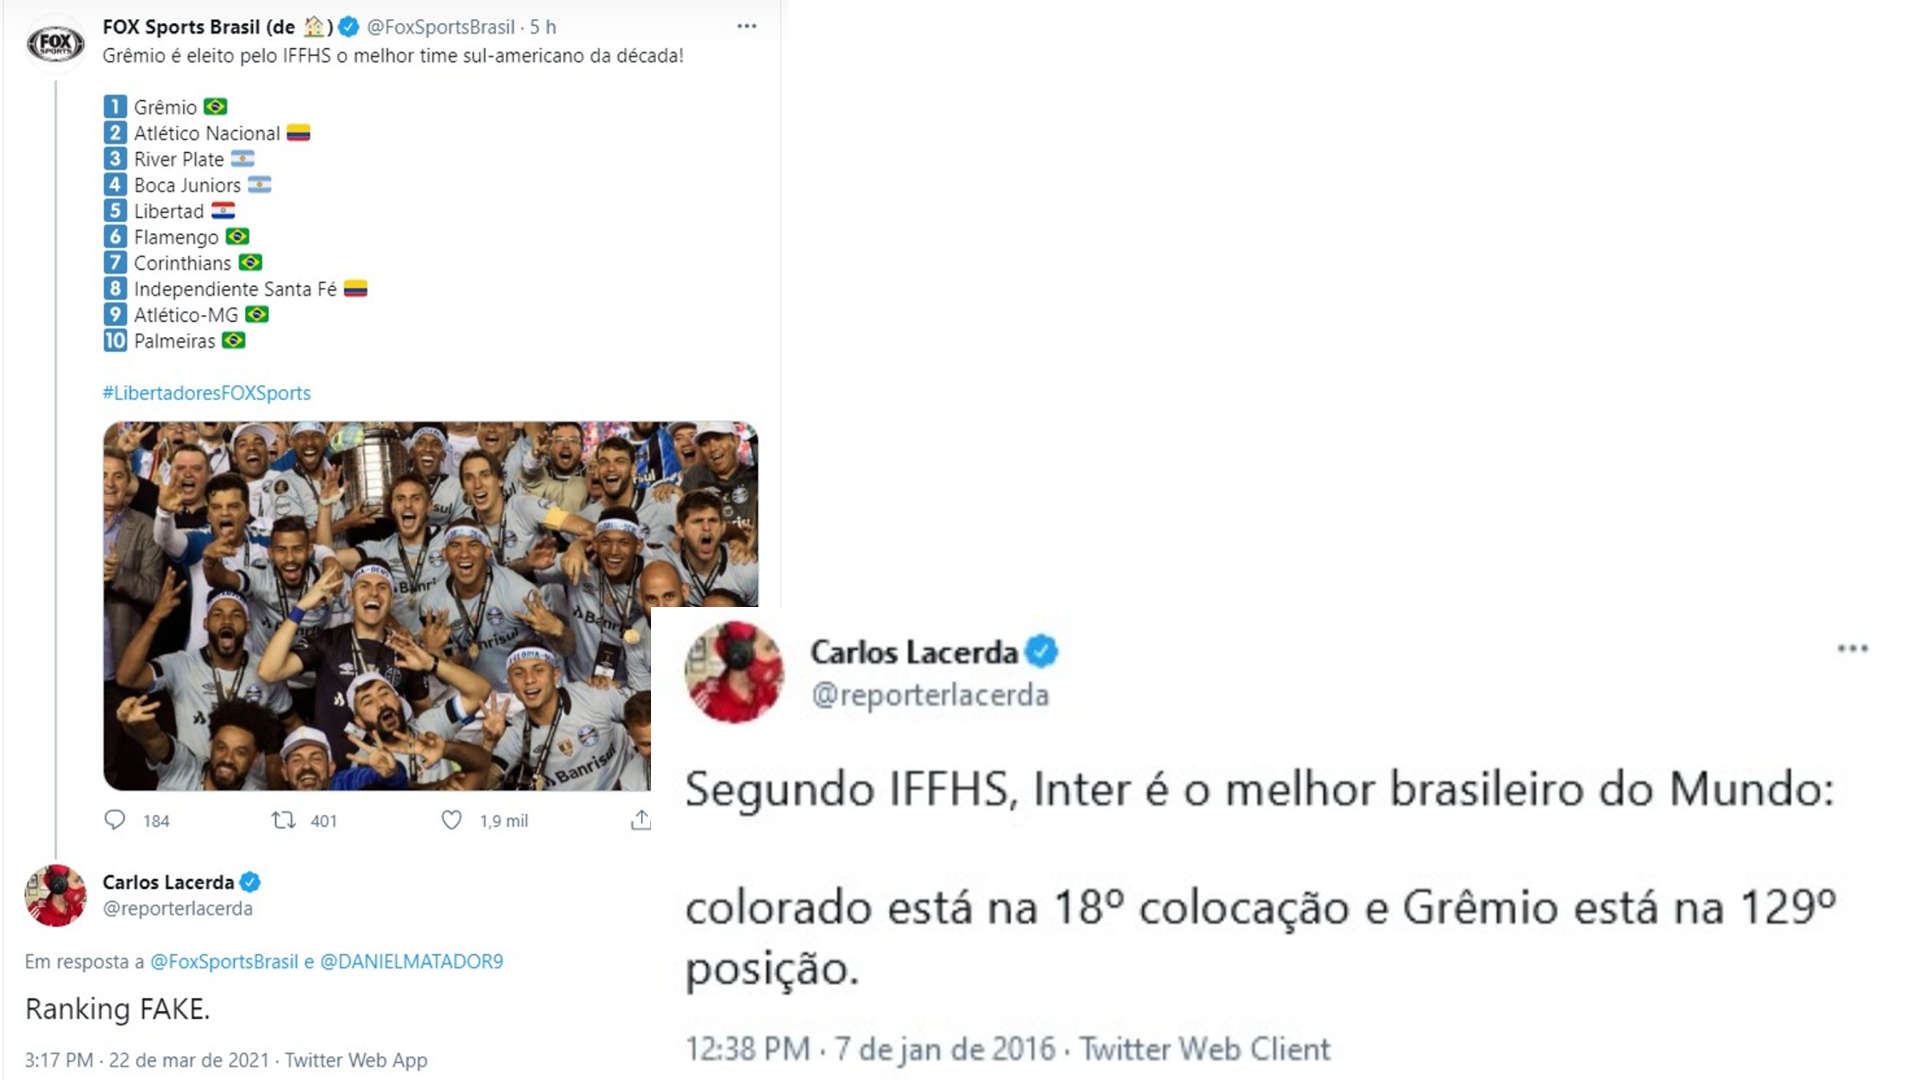 FOX Sports Brasil (de 🏠) @FoxSportsBrasil · 5 h
Grêmio é eleito pelo IFFHS o melhor time sul-americano da década!
1 Grêmio
2 Atlético Nacional
3 River Plate
4 Boca Juniors
5 Libertad
6 Flamengo
7 Corinthians
8 Independiente Santa Fé
9 Atlético-MG
10 Palmeiras
#LibertadoresFOXSports
184 401 1,9 mil
Carlos Lacerda
@reporterlacerda
Em resposta a @FoxSportsBrasil e @DANIELMATADOR9
Ranking FAKE.
3:17 PM · 22 de mar de 2021 · Twitter Web App
Carlos Lacerda
@reporterlacerda
Segundo IFFHS, Inter é o melhor brasileiro do Mundo:
colorado está na 18º colocação e Grêmio está na 129º
posição.
12:38 PM · 7 de jan de 2016 · Twitter Web Client
FOX
SPORTS
Banrisul